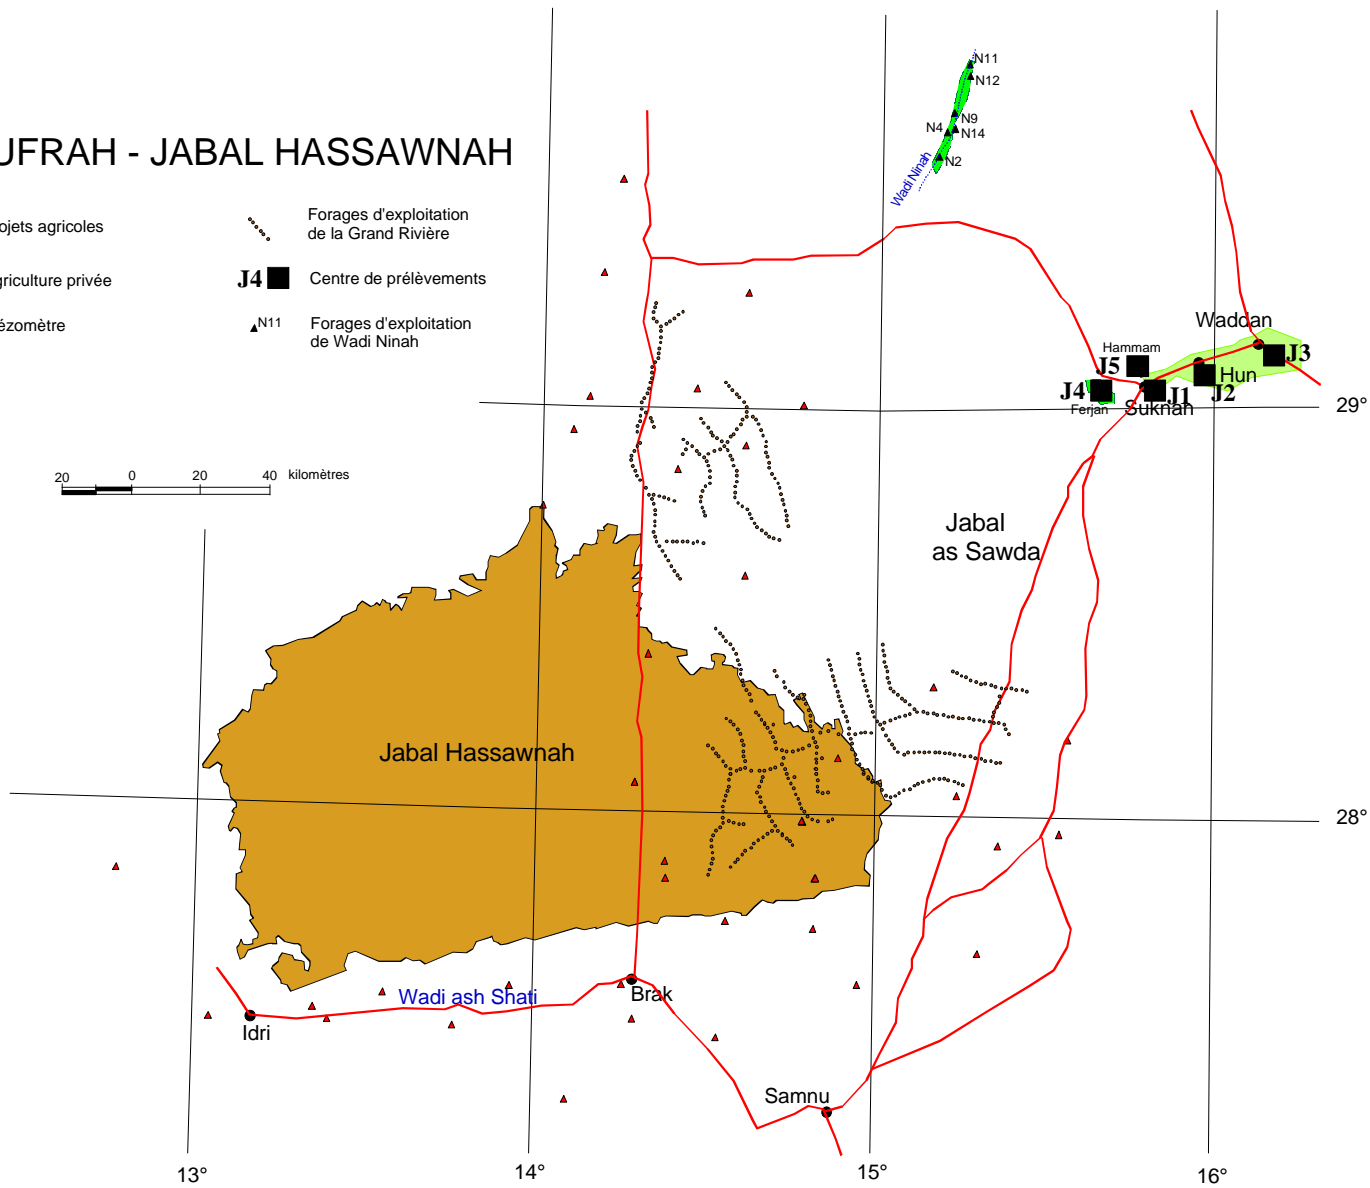 UFRAH - JABAL HASSAWNAH
ojets agricoles
griculture privée
ézomètre
Forages d'exploitation
de la Grand Rivière
J4
Centre de prélèvements
N11
Forages d'exploitation
de Wadi Ninah
20 0 20 40 kilomètres
N11
N12
N9
N4
N14
N2
Wadi Ninah
Waddan
Hammam
J5
J3
Hun
J4
J1
J2
Ferjan
Suknah
29°
Jabal
as Sawda
Jabal Hassawnah
28°
Wadi ash Shati
Brak
Idri
Samnu
13°
14°
15°
16°